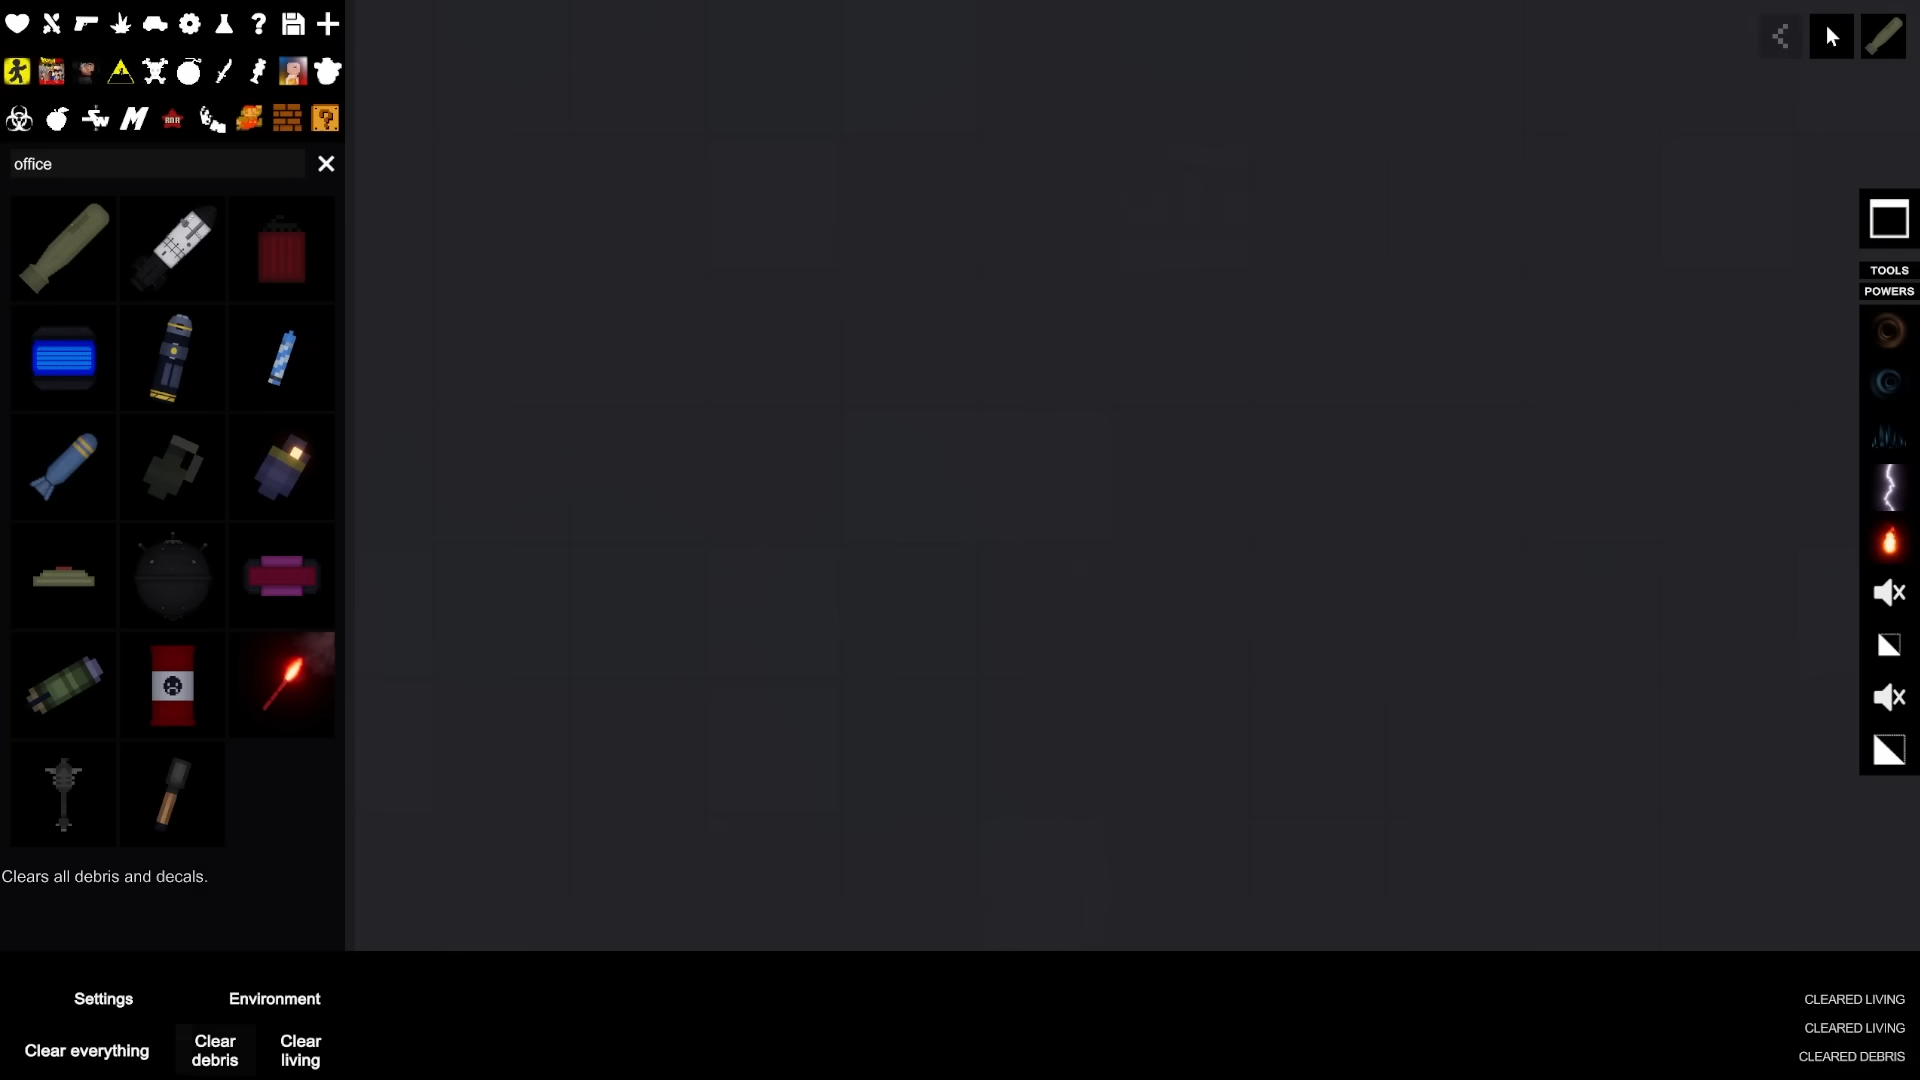 office
TOOLS
POWERS
Clears all debris and decals.
Settings
Environment
Clear everything
Clear
debris
Clear
living
CLEARED LIVING
CLEARED LIVING
CLEARED DEBRIS